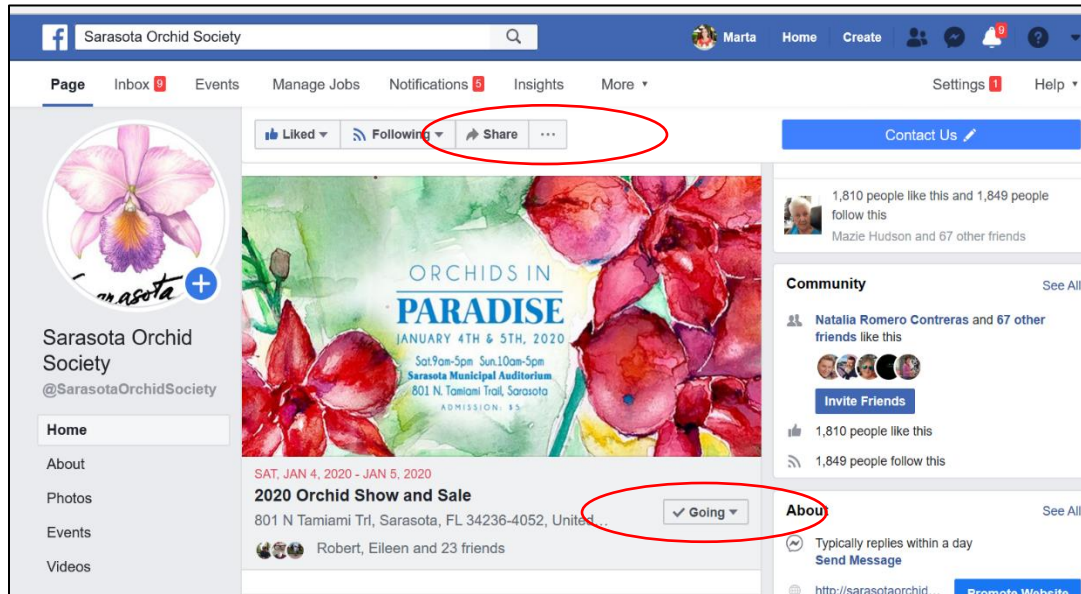 Sarasota Orchid Society
Marta Home Create 9
Page Inbox 9 Events Manage Jobs Notifications 5 Insights More Settings 1 Help
Liked Following Share ...
Contact Us
Sarasota
Sarasota Orchid
Society
@SarasotaOrchidSociety
Home
About
Photos
Events
Videos
ORCHIDS IN
PARADISE
JANUARY 4TH & 5TH, 2020
Sat.9am-5pm Sun.10am-5pm
Sarasota Municipal Auditorium
801 N. Tamiami Trail, Sarasota
ADMISSION: $5
SAT, JAN 4, 2020 - JAN 5, 2020
2020 Orchid Show and Sale
801 N Tamiami Trl, Sarasota, FL 34236-4052, United...
Going
Robert, Eileen and 23 friends
1,810 people like this and 1,849 people
follow this
Mazie Hudson and 67 other friends
Community See All
Natalia Romero Contreras and 67 other
friends like this
Invite Friends
1,810 people like this
1,849 people follow this
About See All
Typically replies within a day
Send Message
http://sarasotaorchid...
Promote Website